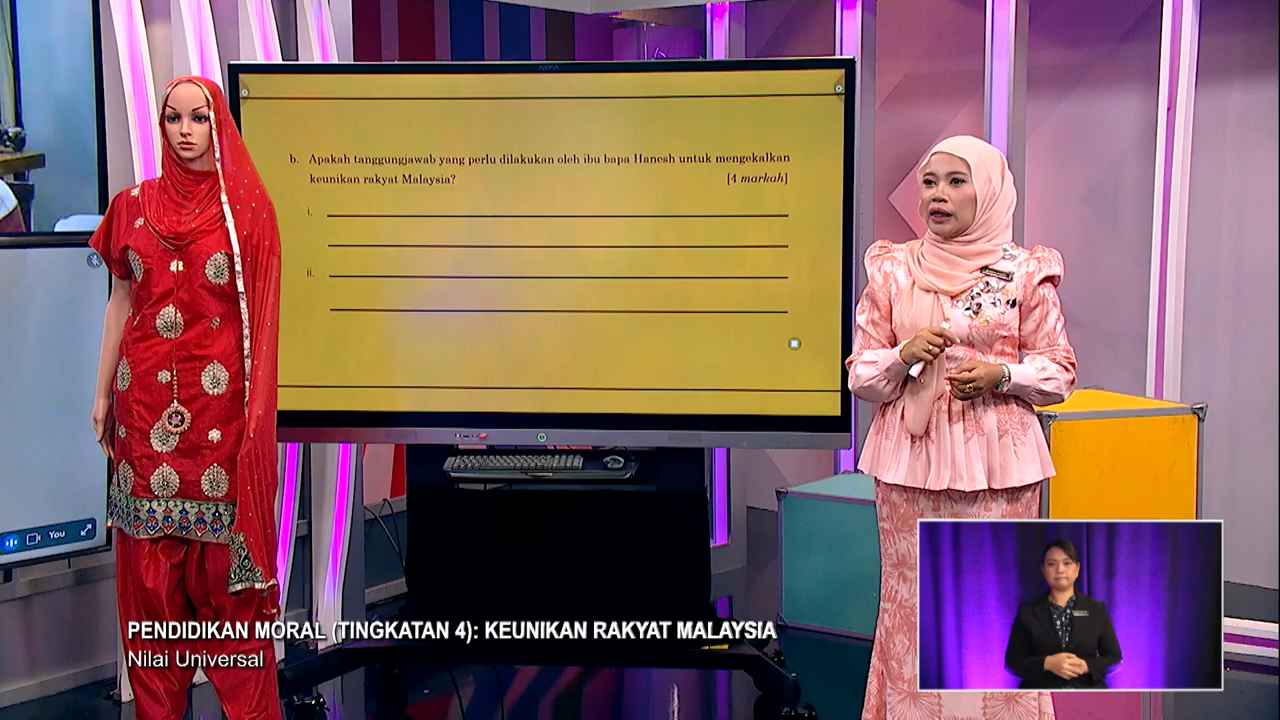 b. Apakah tanggungjawab yang perlu dilakukan oleh ibu bapa Hanesh untuk mengekalkan
keunikan rakyat Malaysia? [4 markah]
i.
ii.
You
PENDIDIKAN MORAL (TINGKATAN 4): KEUNIKAN RAKYAT MALAYSIA
Nilai Universal